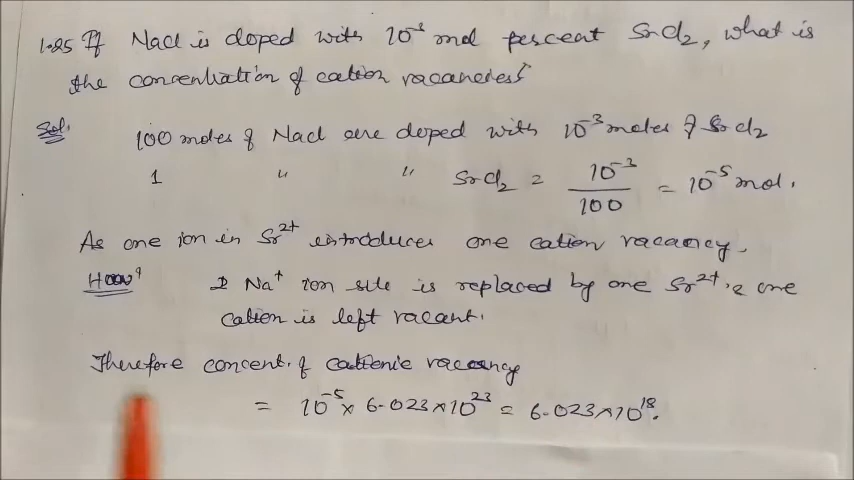 1.25 If NaCl is doped with 10⁻³ mol percent SrCl₂, what is
the concentration of cation vacancies?
Sol. 100 moles of NaCl are doped with 10⁻³ moles of SrCl₂
1 " " SrCl₂ = 10⁻³/100 = 10⁻⁵ mol.
As one ion in Sr²⁺ introduces one cation vacancy.
How? 2 Na⁺ ion site is replaced by one Sr²⁺ & one
cation is left vacant.
Therefore concent. of cationic vacancy
= 10⁻⁵ × 6.023×10²³ = 6.023×10¹⁸.